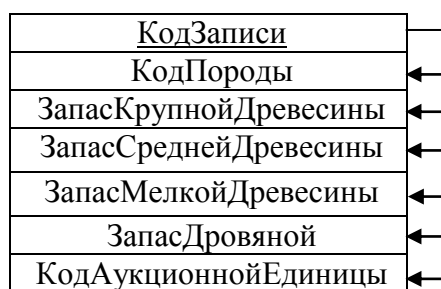 КодЗаписи
КодПороды
ЗапасКрупнойДревесины
ЗапасСреднейДревесины
ЗапасМелкойДревесины
ЗапасДровяной
КодАукционнойЕдиницы